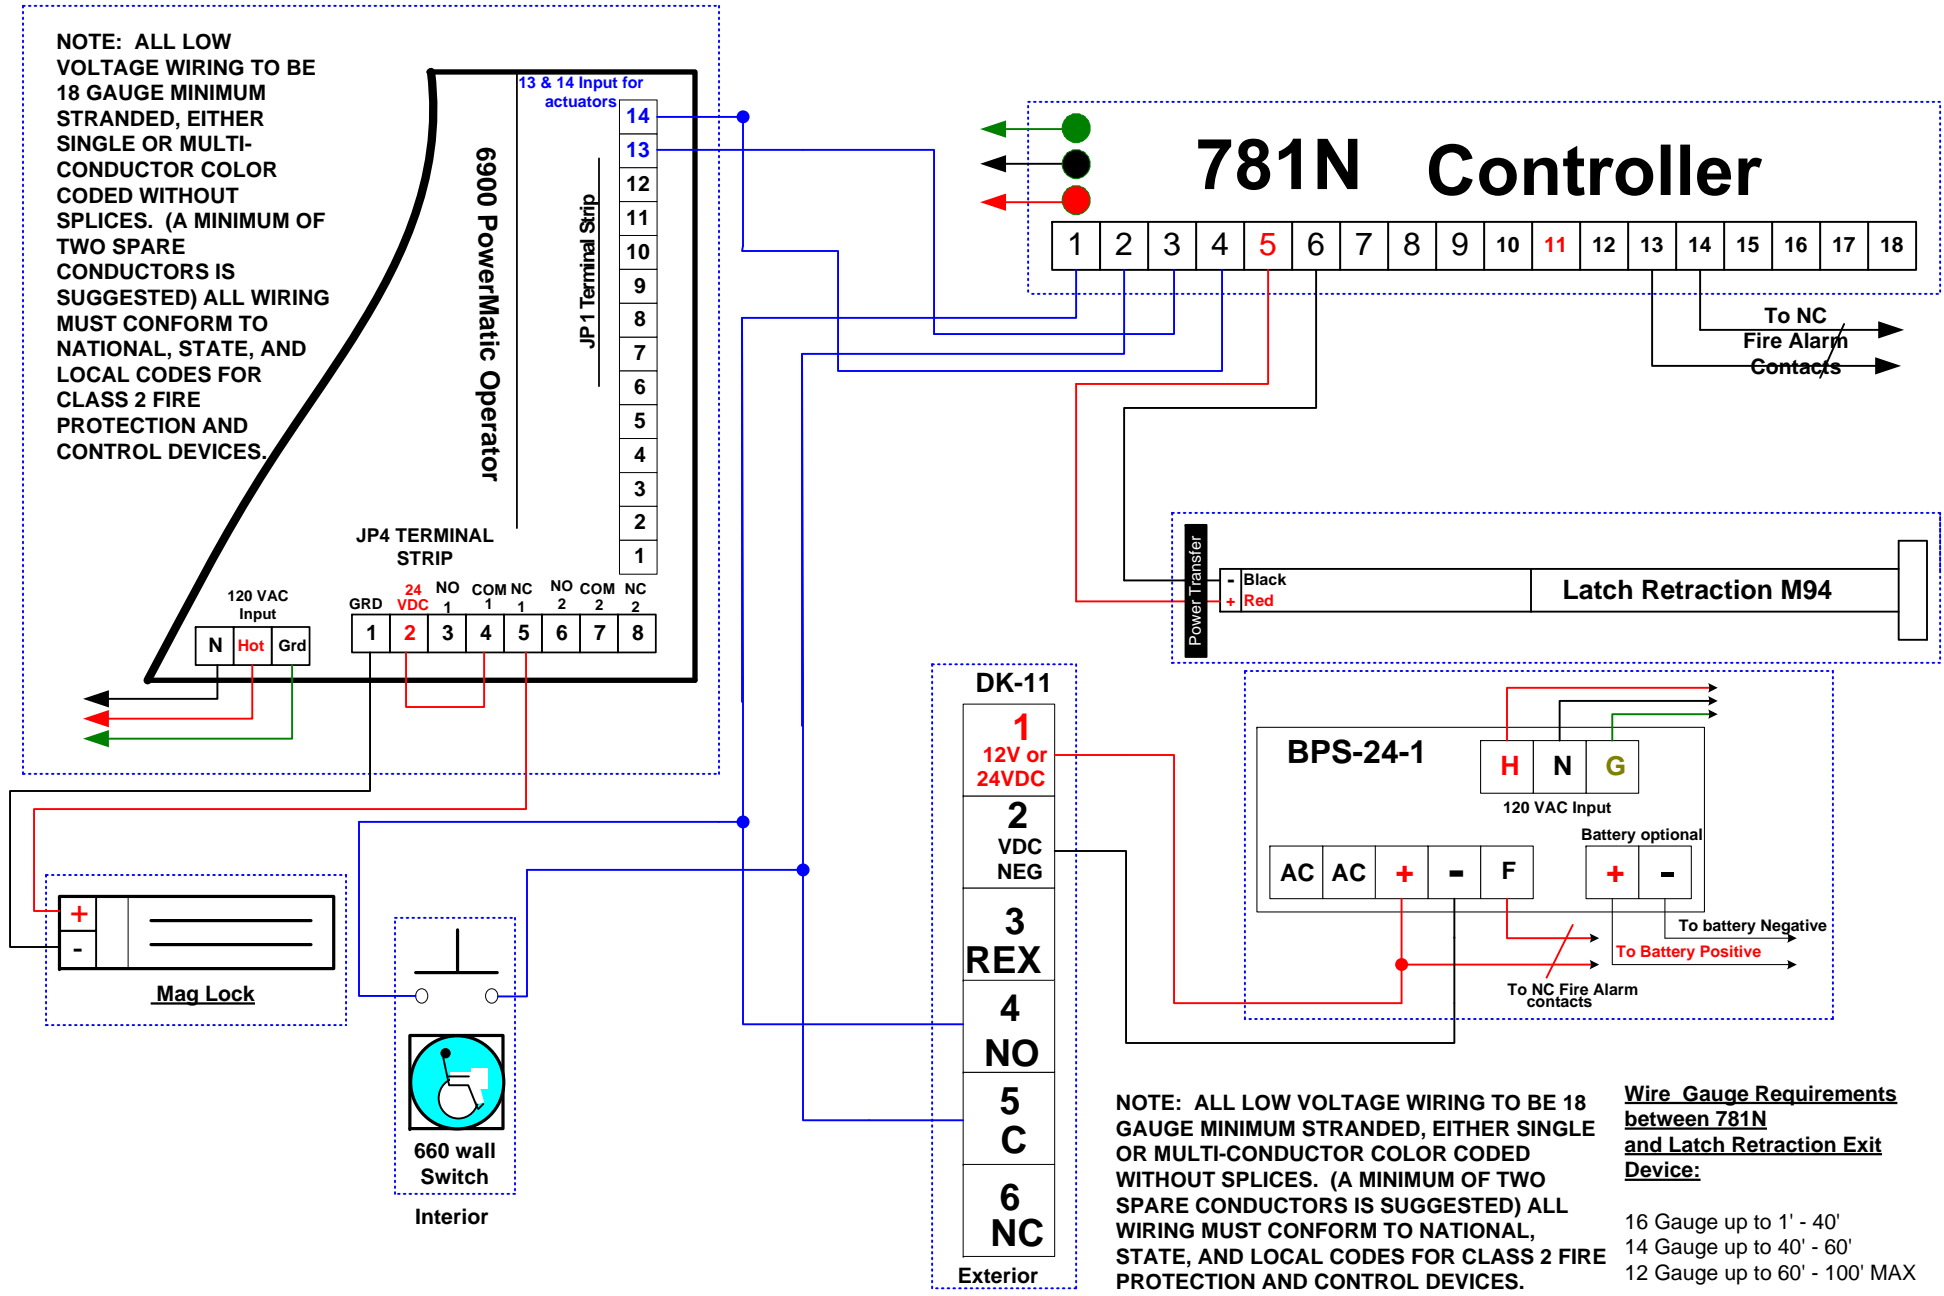 NOTE: ALL LOW
VOLTAGE WIRING TO BE
18 GAUGE MINIMUM
STRANDED, EITHER
SINGLE OR MULTI-
CONDUCTOR COLOR
CODED WITHOUT
SPLICES. (A MINIMUM OF
TWO SPARE
CONDUCTORS IS
SUGGESTED) ALL WIRING
MUST CONFORM TO
NATIONAL, STATE, AND
LOCAL CODES FOR
CLASS 2 FIRE
PROTECTION AND
CONTROL DEVICES.
13 & 14 Input for
actuators
14
13
12
11
10
9
8
7
6
5
4
3
2
1
6900 PowerMatic Operator
JP1 Terminal Strip
JP4 TERMINAL
STRIP
GRD
24
VDC
NO
1
COM
1
NC
1
NO
2
COM
2
NC
2
1 2 3 4 5 6 7 8
120 VAC
Input
N Hot Grd
781N Controller
1 2 3 4 5 6 7 8 9 10 11 12 13 14 15 16 17 18
To NC
Fire Alarm
Contacts
Power Transfer
- Black
+ Red
Latch Retraction M94
DK-11
1
12V or
24VDC
2
VDC
NEG
3
REX
4
NO
5
C
6
NC
Exterior
BPS-24-1
H N G
120 VAC Input
Battery optional
AC AC + - F
+ -
To battery Negative
To Battery Positive
To NC Fire Alarm
contacts
+
-
Mag Lock
660 wall
Switch
Interior
NOTE: ALL LOW VOLTAGE WIRING TO BE 18
GAUGE MINIMUM STRANDED, EITHER SINGLE
OR MULTI-CONDUCTOR COLOR CODED
WITHOUT SPLICES. (A MINIMUM OF TWO
SPARE CONDUCTORS IS SUGGESTED) ALL
WIRING MUST CONFORM TO NATIONAL,
STATE, AND LOCAL CODES FOR CLASS 2 FIRE
PROTECTION AND CONTROL DEVICES.
Wire Gauge Requirements
between 781N
and Latch Retraction Exit
Device:
16 Gauge up to 1' - 40'
14 Gauge up to 40' - 60'
12 Gauge up to 60' - 100' MAX